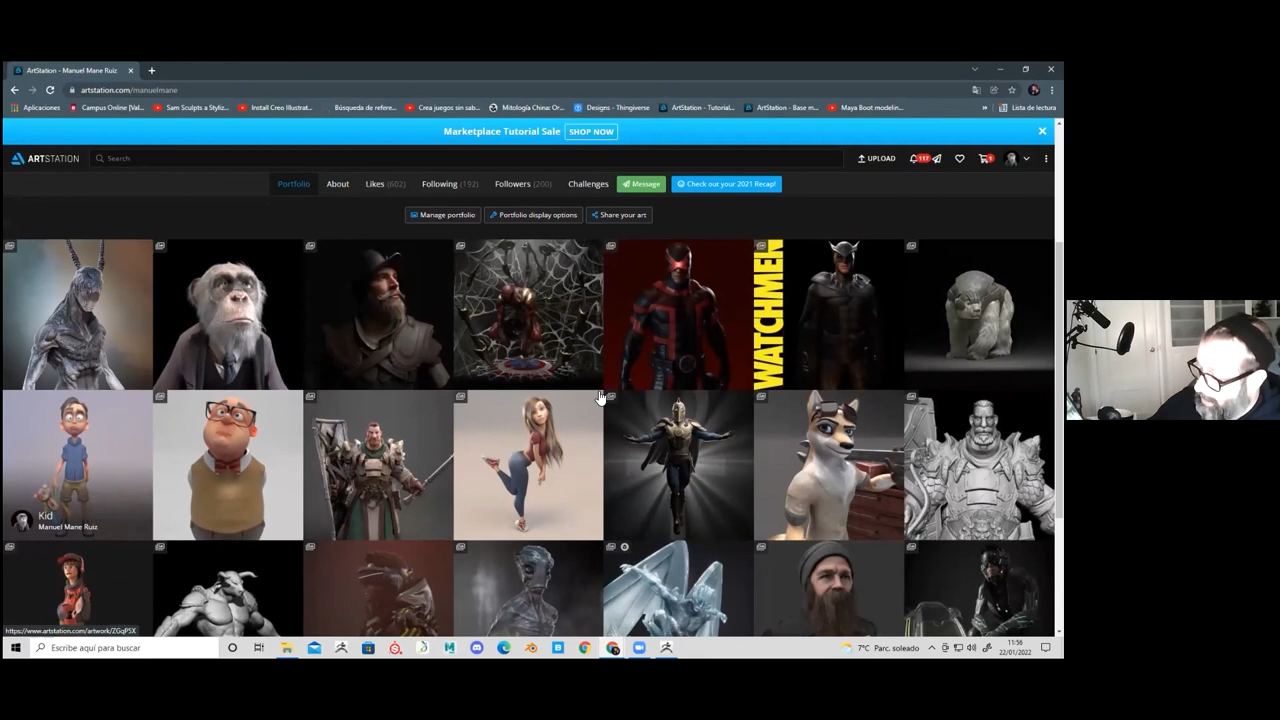 ArtStation - Manuel Mane Ruiz
artstation.com/manuelmane
Aplicaciones Campus Online [Val... Sam Sculpts a Styliz... Install Creo Illustrat... Búsqueda de refere... Crea juegos sin sab... Mitología China: Or... Designs - Thingiverse ArtStation - Tutorial... ArtStation - Base m... Maya Boot modelin... » Lista de lectura
Marketplace Tutorial Sale SHOP NOW
ARTSTATION Search UPLOAD 117
Portfolio About Likes (602) Following (192) Followers (200) Challenges Message Check out your 2021 Recap!
Manage portfolio Portfolio display options Share your art
WATCHMEN
Kid
Manuel Mane Ruiz
https://www.artstation.com/artwork/ZGqP5X
Escribe aquí para buscar 7°C Parc. soleado 11:56
22/01/2022